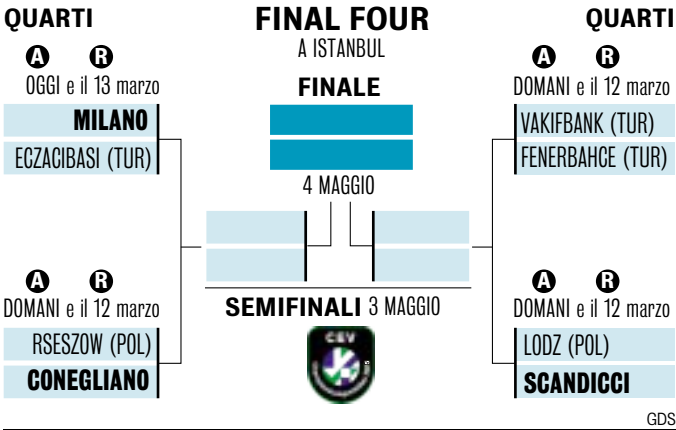 QUARTI
A R
OGGI e il 13 marzo
MILANO
ECZACIBASI (TUR)
A R
DOMANI e il 12 marzo
RSESZOW (POL)
CONEGLIANO
FINAL FOUR
A ISTANBUL
FINALE
4 MAGGIO
SEMIFINALI 3 MAGGIO
CEV
QUARTI
A R
DOMANI e il 12 marzo
VAKIFBANK (TUR)
FENERBAHCE (TUR)
A R
DOMANI e il 12 marzo
LODZ (POL)
SCANDICCI
GDS